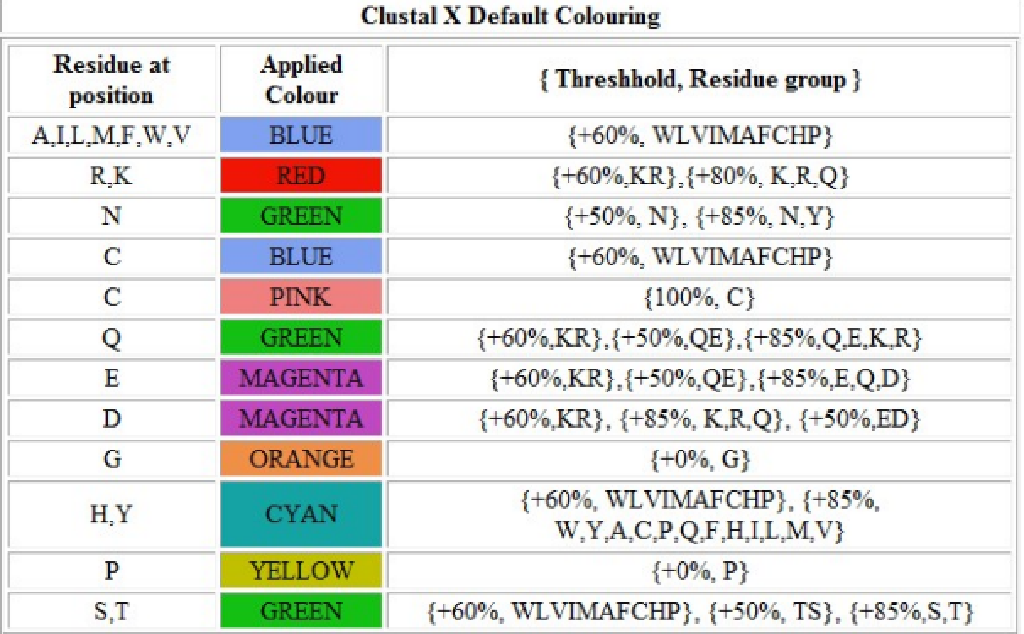 Clustal X Default Colouring
Residue at position Applied Colour { Threshhold, Residue group }
A,I,L,M,F,W,V BLUE {+60%, WLVIMAFCHP}
R,K RED {+60%,KR},{+80%, K,R,Q}
N GREEN {+50%, N}, {+85%, N,Y}
C BLUE {+60%, WLVIMAFCHP}
C PINK {100%, C}
Q GREEN {+60%,KR},{+50%,QE},{+85%,Q,E,K,R}
E MAGENTA {+60%,KR},{+50%,QE},{+85%,E,Q,D}
D MAGENTA {+60%,KR}, {+85%, K,R,Q}, {+50%,ED}
G ORANGE {+0%, G}
H,Y CYAN {+60%, WLVIMAFCHP}, {+85%,
W,Y,A,C,P,Q,F,H,I,L,M,V}
P YELLOW {+0%, P}
S,T GREEN {+60%, WLVIMAFCHP}, {+50%, TS}, {+85%,S,T}